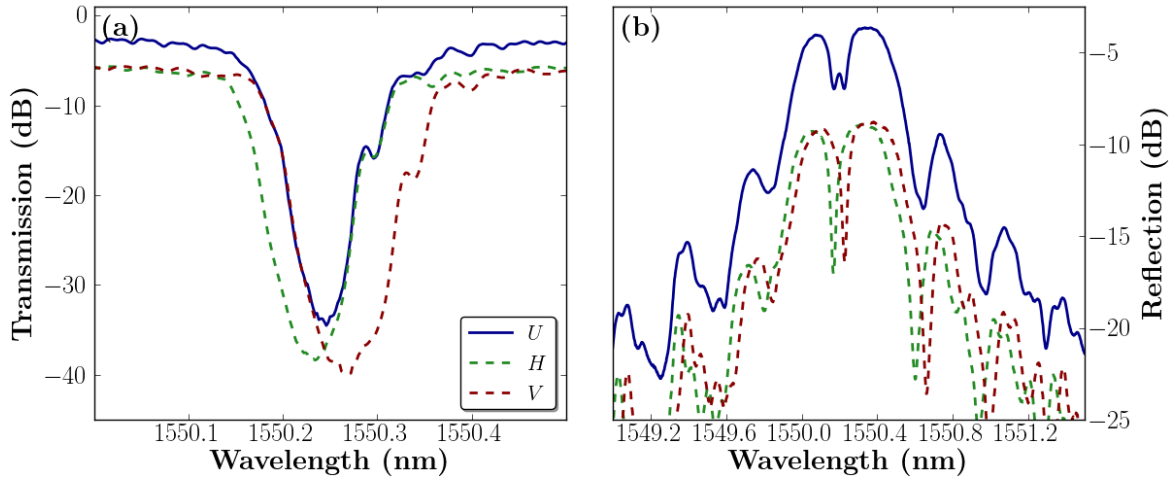 (a)
0
−10
−20
−30
−40
Transmission (dB)
1550.1 1550.2 1550.3 1550.4
Wavelength (nm)
U
H
V
(b)
−5
−10
−15
−20
−25
Reflection (dB)
1549.2 1549.6 1550.0 1550.4 1550.8 1551.2
Wavelength (nm)